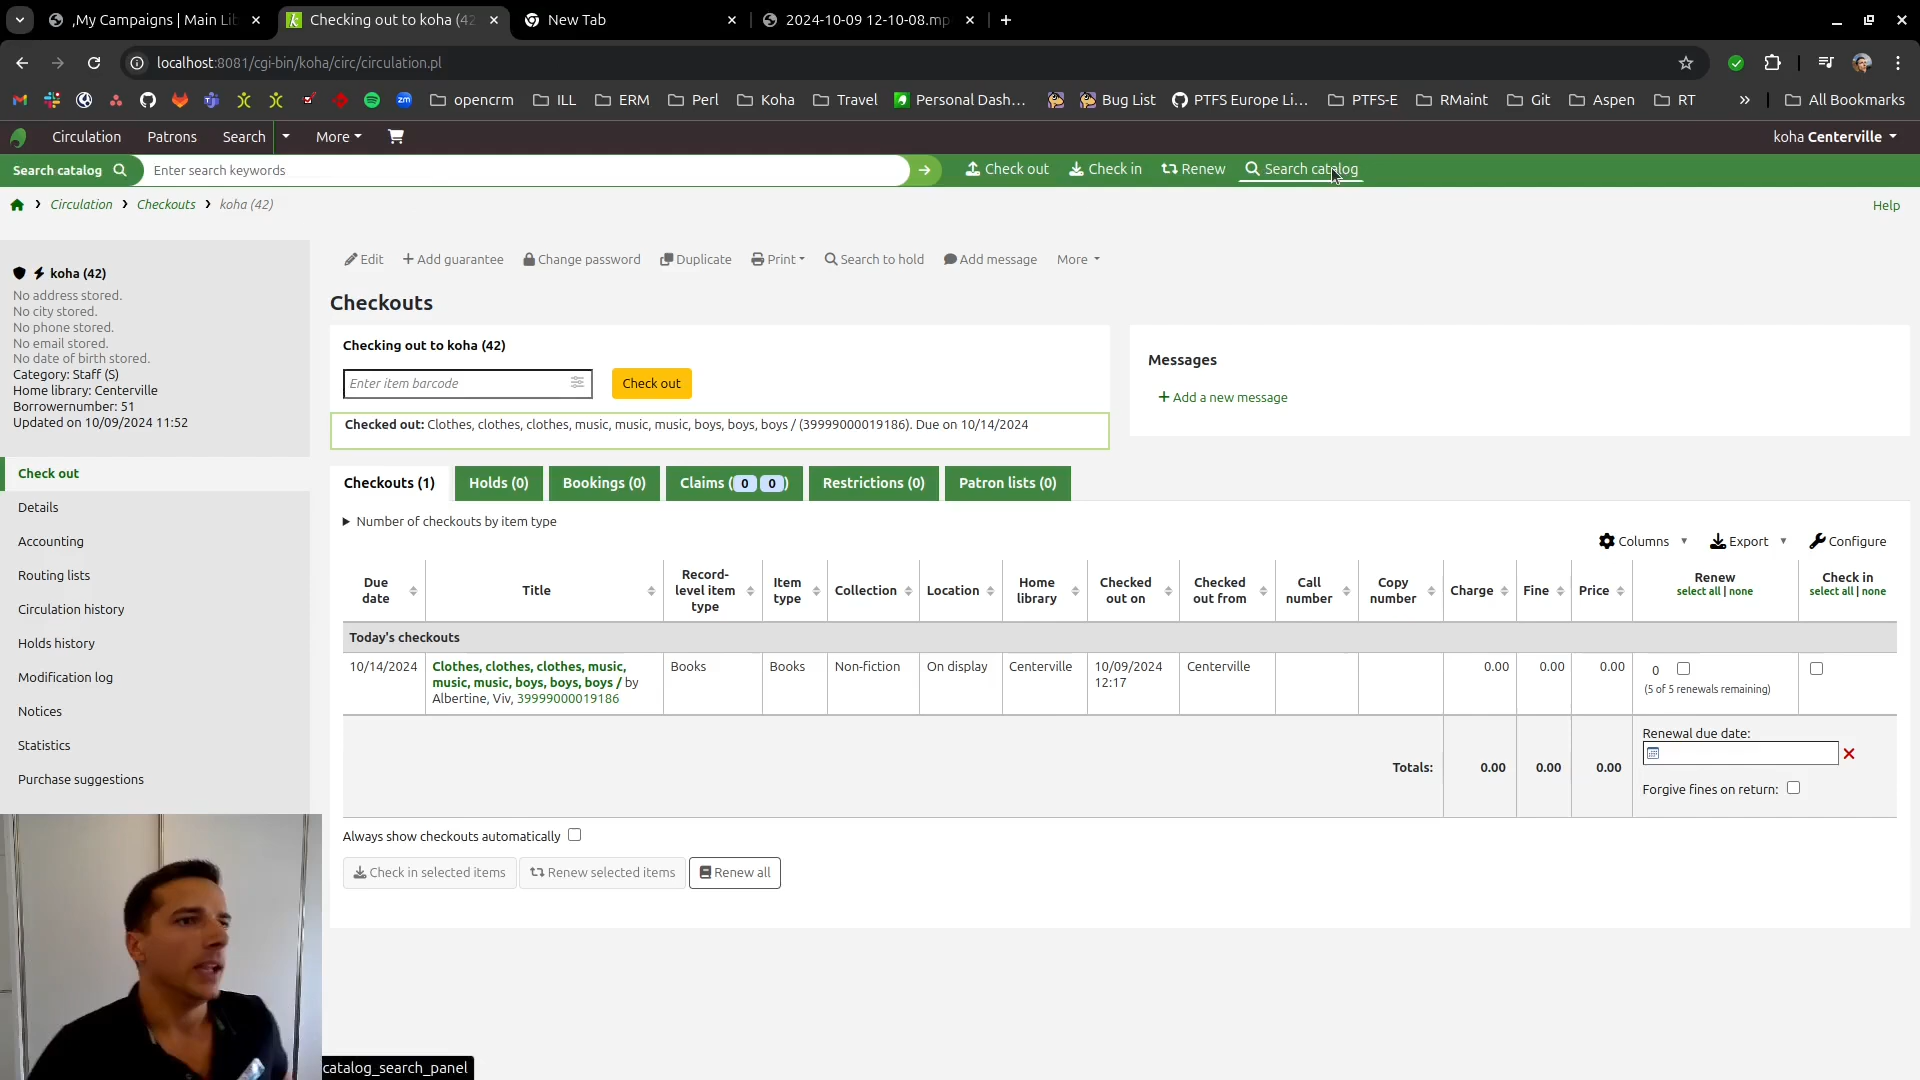 ,My Campaigns | Main Lib
Checking out to koha (42
New Tab
2024-10-09 12-10-08.mp
localhost:8081/cgi-bin/koha/circ/circulation.pl
opencrm
ILL
ERM
Perl
Koha
Travel
Personal Dash...
Bug List
PTFS Europe Li...
PTFS-E
RMaint
Git
Aspen
RT
All Bookmarks
Circulation
Patrons
Search
More
koha Centerville
Search catalog
Enter search keywords
Check out
Check in
Renew
Search catalog
Circulation
Checkouts
koha (42)
Help
koha (42)
No address stored.
No city stored.
No phone stored.
No email stored.
No date of birth stored.
Category: Staff (S)
Home library: Centerville
Borrowernumber: 51
Updated on 10/09/2024 11:52
Check out
Details
Accounting
Routing lists
Circulation history
Holds history
Modification log
Notices
Statistics
Purchase suggestions
Edit
Add guarantee
Change password
Duplicate
Print
Search to hold
Add message
More
Checkouts
Checking out to koha (42)
Enter item barcode
Check out
Checked out: Clothes, clothes, clothes, music, music, music, boys, boys, boys / (39999000019186). Due on 10/14/2024
Messages
+ Add a new message
Checkouts (1)
Holds (0)
Bookings (0)
Claims ( 0 0 )
Restrictions (0)
Patron lists (0)
Number of checkouts by item type
Columns
Export
Configure
Due date
Title
Record-level item type
Item type
Collection
Location
Home library
Checked out on
Checked out from
Call number
Copy number
Charge
Fine
Price
Renew
select all | none
Check in
select all | none
Today's checkouts
10/14/2024
Clothes, clothes, clothes, music,
music, music, boys, boys, boys / by
Albertine, Viv, 39999000019186
Books
Books
Non-fiction
On display
Centerville
10/09/2024
12:17
Centerville
0.00
0.00
0.00
0
(5 of 5 renewals remaining)
Totals:
0.00
0.00
0.00
Renewal due date:
Forgive fines on return:
Always show checkouts automatically
Check in selected items
Renew selected items
Renew all
catalog_search_panel